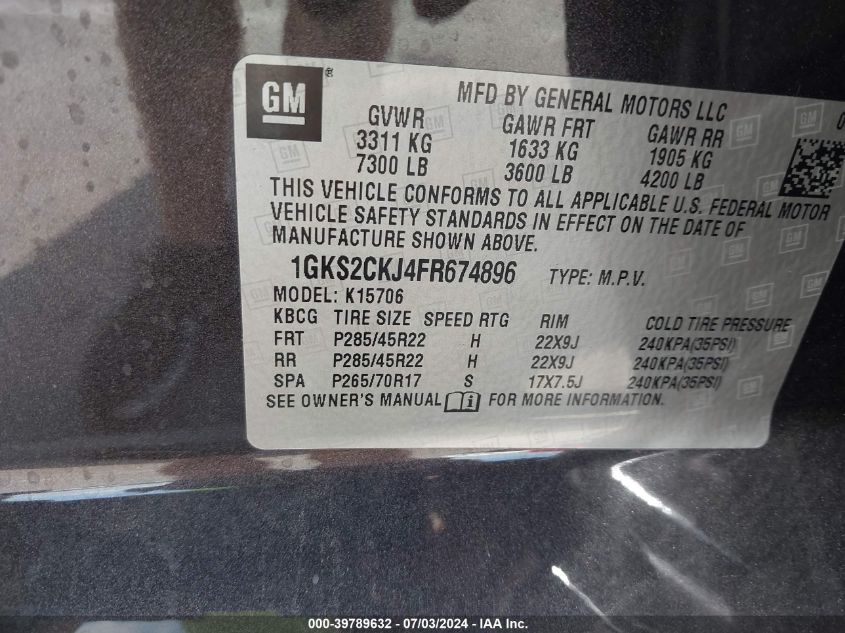 GM ®
MFD BY GENERAL MOTORS LLC 0
GVWR GAWR FRT GAWR RR
3311 KG 1633 KG 1905 KG
7300 LB 3600 LB 4200 LB
THIS VEHICLE CONFORMS TO ALL APPLICABLE U.S. FEDERAL MOTOR
VEHICLE SAFETY STANDARDS IN EFFECT ON THE DATE OF
MANUFACTURE SHOWN ABOVE.
1GKS2CKJ4FR674896 TYPE: M.P.V.
MODEL: K15706
KBCG TIRE SIZE SPEED RTG RIM COLD TIRE PRESSURE
FRT P285/45R22 H 22X9J 240KPA(35PSI)
RR P285/45R22 H 22X9J 240KPA(35PSI)
SPA P265/70R17 S 17X7.5J 240KPA(35PSI)
SEE OWNER'S MANUAL i FOR MORE INFORMATION.
000-39789632 / 07/03/2024 - IAA Inc.